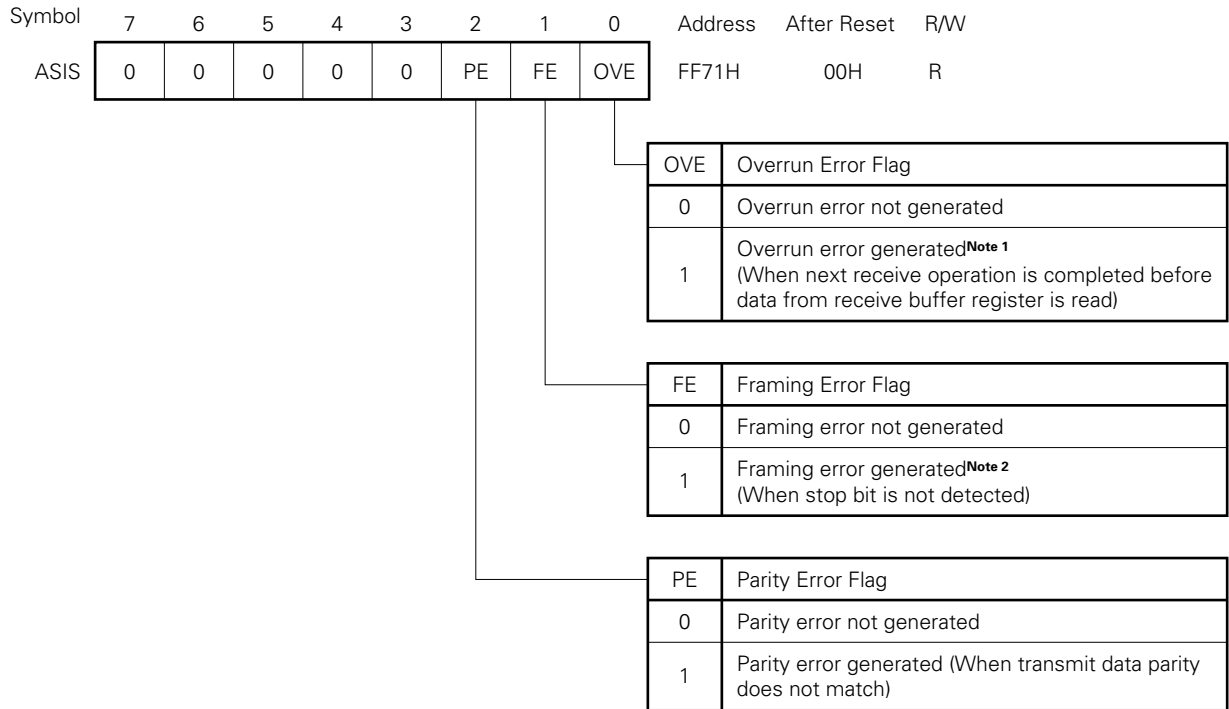 Symbol 7 6 5 4 3 2 1 0 Address After Reset R/W
ASIS 0 0 0 0 0 PE FE OVE FF71H 00H R
OVE Overrun Error Flag
0 Overrun error not generated
1 Overrun error generatedNote 1
(When next receive operation is completed before
data from receive buffer register is read)
FE Framing Error Flag
0 Framing error not generated
1 Framing error generatedNote 2
(When stop bit is not detected)
PE Parity Error Flag
0 Parity error not generated
1 Parity error generated (When transmit data parity
does not match)